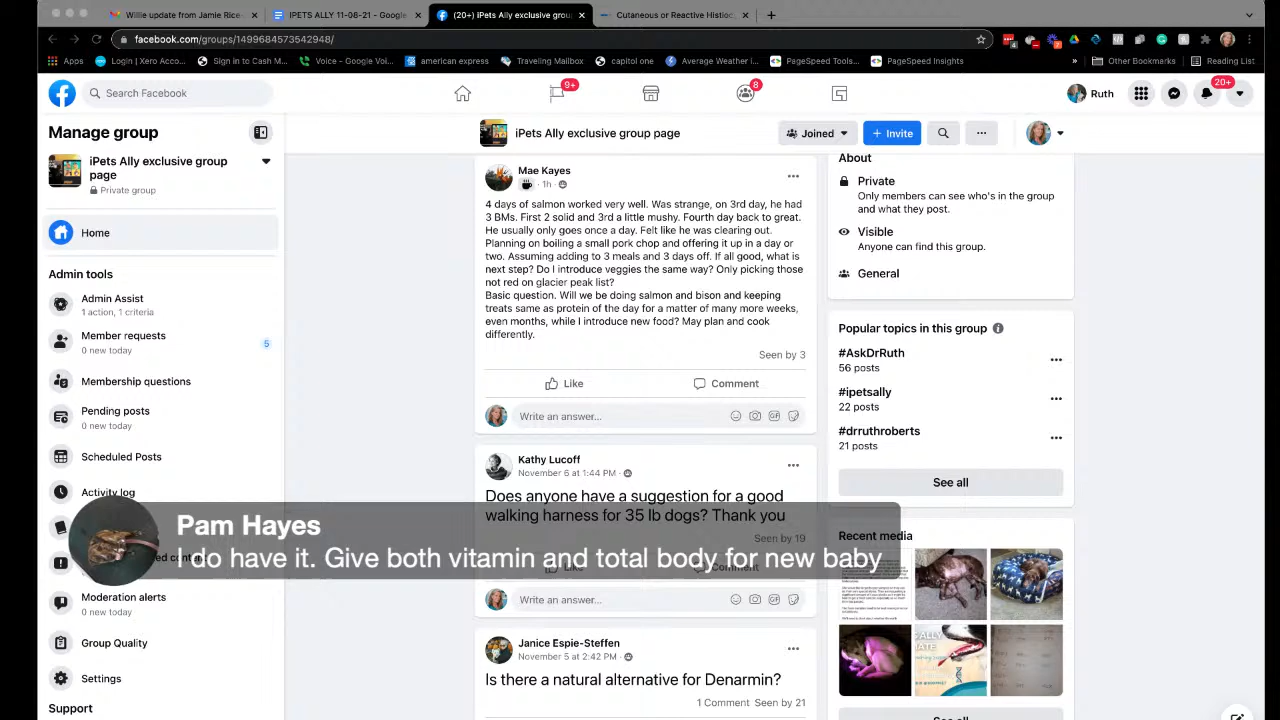 Willie update from Jamie Rice
IPETS ALLY 11-08-21 - Google
(20+) iPets Ally exclusive grou
Cutaneous or Reactive Histioc
facebook.com/groups/1499684573542948/
Apps
Login | Xero Acco...
Sign in to Cash M...
Voice - Google Voi...
american express
Traveling Mailbox
capitol one
Average Weather i...
PageSpeed Tools...
PageSpeed Insights
»
Other Bookmarks
Reading List
Search Facebook
9+
8
Ruth
20+
Manage group
iPets Ally exclusive group page
Joined
+ Invite
iPets Ally exclusive group
page
Private group
Home
Admin tools
Admin Assist
1 action, 1 criteria
Member requests
0 new today
5
Membership questions
Pending posts
0 new today
Scheduled Posts
Activity log
Moderation alerts
0 new today
Group Quality
Settings
Support
Mae Kayes
1h
4 days of salmon worked very well. Was strange, on 3rd day, he had
3 BMs. First 2 solid and 3rd a little mushy. Fourth day back to great.
He usually only goes once a day. Felt like he was clearing out.
Planning on boiling a small pork chop and offering it up in a day or
two. Assuming adding to 3 meals and 3 days off. If all good, what is
next step? Do I introduce veggies the same way? Only picking those
not red on glacier peak list?
Basic question. Will we be doing salmon and bison and keeping
treats same as protein of the day for a matter of many more weeks,
even months, while I introduce new food? May plan and cook
differently.
Seen by 3
Like
Comment
Write an answer...
Kathy Lucoff
November 6 at 1:44 PM
Does anyone have a suggestion for a good
walking harness for 35 lb dogs? Thank you
Seen by 19
Pam Hayes
I do have it. Give both vitamin and total body for new baby
Write an answer...
Janice Espie-Steffen
November 5 at 2:42 PM
Is there a natural alternative for Denarmin?
1 Comment Seen by 21
About
Private
Only members can see who's in the group
and what they post.
Visible
Anyone can find this group.
General
Popular topics in this group
#AskDrRuth
56 posts
#ipetsally
22 posts
#drruthroberts
21 posts
See all
Recent media